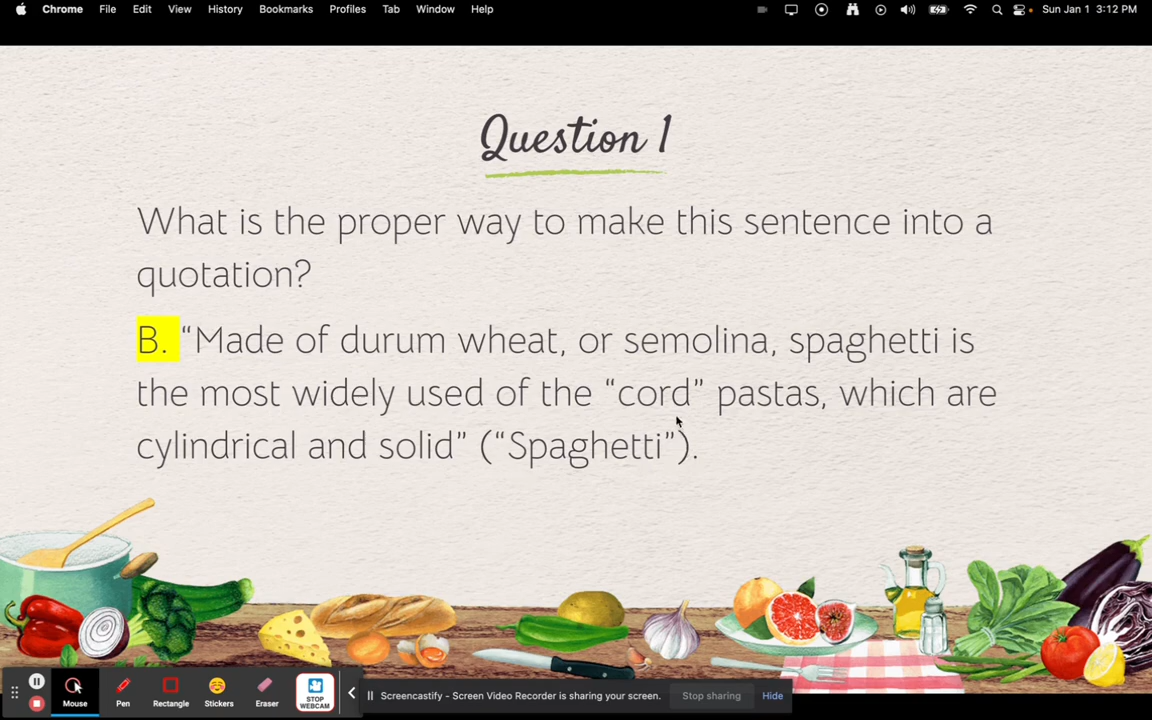 Chrome File Edit View History Bookmarks Profiles Tab Window Help Sun Jan 1 3:12 PM
Question 1
What is the proper way to make this sentence into a
quotation?
B. “Made of durum wheat, or semolina, spaghetti is
the most widely used of the “cord” pastas, which are
cylindrical and solid” (“Spaghetti”).
Mouse Pen Rectangle Stickers Eraser STOP WEBCAM Screencastify - Screen Video Recorder is sharing your screen. Stop sharing Hide